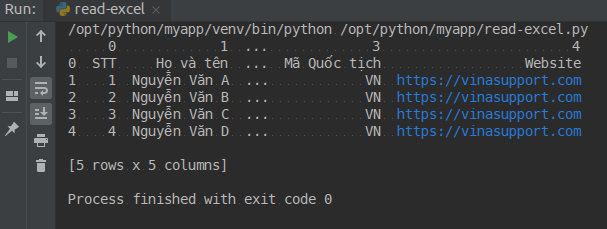 Run: read-excel ×
/opt/python/myapp/venv/bin/python /opt/python/myapp/read-excel.py
0 1 ... 3 4
0 STT Họ và tên ... Mã Quốc tịch Website
1 1 Nguyễn Văn A ... VN https://vinasupport.com
2 2 Nguyễn Văn B ... VN https://vinasupport.com
3 3 Nguyễn Văn C ... VN https://vinasupport.com
4 4 Nguyễn Văn D ... VN https://vinasupport.com
[5 rows x 5 columns]
Process finished with exit code 0